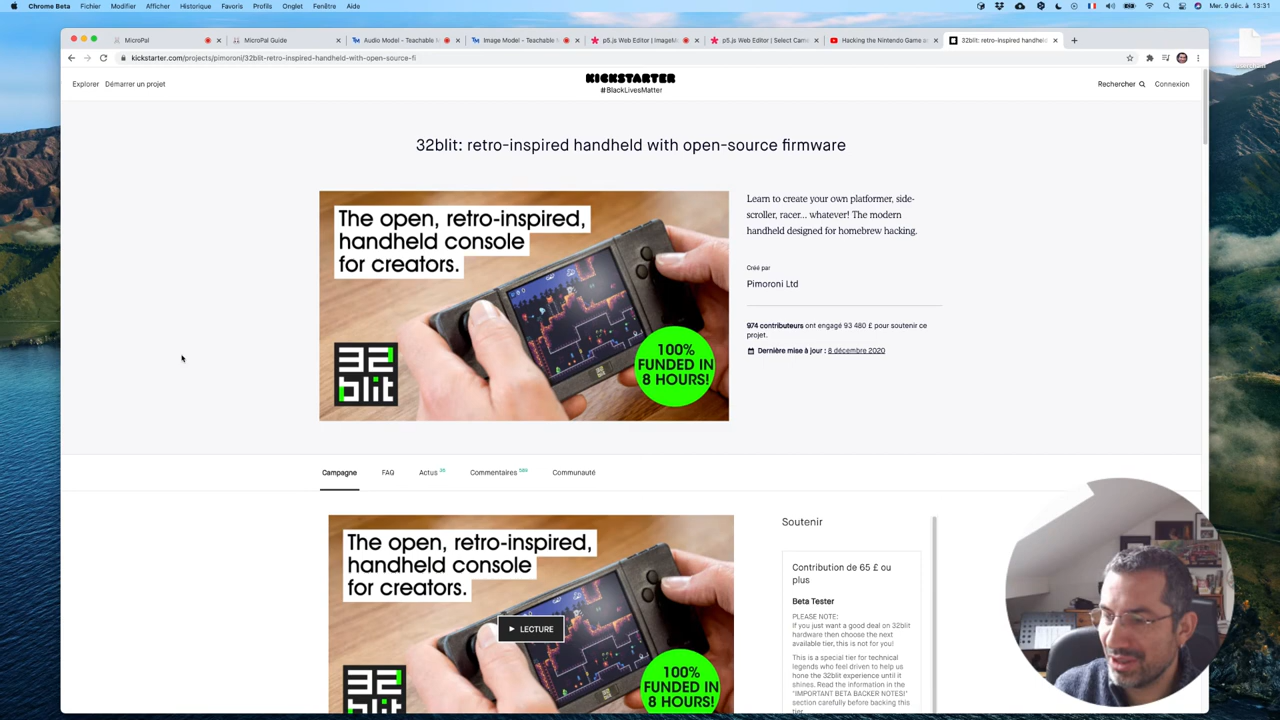 Chrome Beta Fichier Modifier Afficher Historique Favoris Profils Onglet Fenêtre Aide
Mer. 9 déc. à 13:31
MicroPal
MicroPal Guide
Audio Model - Teachable M
Image Model - Teachable M
p5.js Web Editor | ImageM
p5.js Web Editor | Select Cam
Hacking the Nintendo Game a
32blit: retro-inspired handheld
kickstarter.com/projects/pimoroni/32blit-retro-inspired-handheld-with-open-source-fi
Explorer Démarrer un projet
KICKSTARTER
#BlackLivesMatter
Rechercher
Connexion
32blit: retro-inspired handheld with open-source firmware
The open, retro-inspired,
handheld console
for creators.
32
blit
100%
FUNDED IN
8 HOURS!
Learn to create your own platformer, side-
scroller, racer... whatever! The modern
handheld designed for homebrew hacking.
Créé par
Pimoroni Ltd
974 contributeurs ont engagé 93 480 £ pour soutenir ce
projet.
Dernière mise à jour : 8 décembre 2020
Campagne FAQ Actus Commentaires Communauté
The open, retro-inspired,
handheld console
for creators.
LECTURE
32
100%
FUNDED IN
8 HOURS!
Soutenir
Contribution de 65 £ ou
plus
Beta Tester
PLEASE NOTE:
If you just want a good deal on 32blit
hardware then choose the next
available tier, this is not for you!
This is a special tier for technical
legends who feel driven to help us
hone the 32blit experience until it
shines. Read the information in the
"IMPORTANT BETA BACKER NOTES!"
section carefully before backing this
tier.